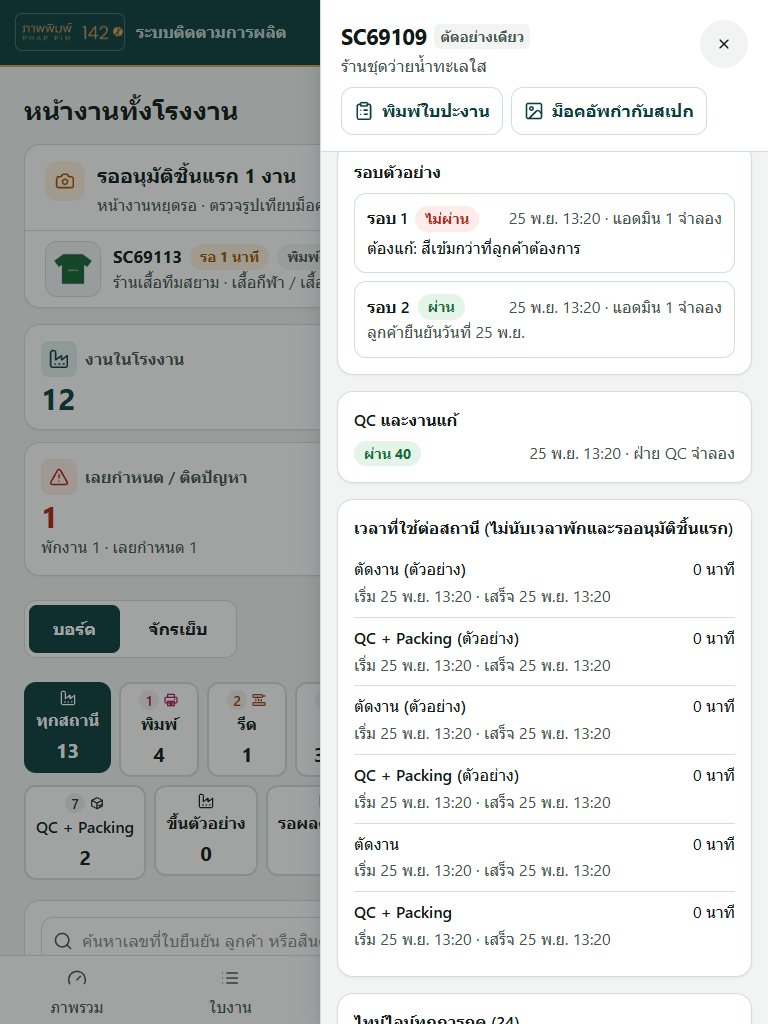 ภาพพิมพ์
PHAP PIM
142
ระบบติดตามการผลิต
หน้างานทั้งโรงงาน
รออนุมัติชิ้นแรก 1 งาน
หน้างานหยุดรอ · ตรวจรูปเทียบม็อค
SC69113 รอ 1 นาที พิมพ์
ร้านเสื้อทีมสยาม · เสื้อกีฬา / เสื้อ
งานในโรงงาน
12
เลยกำหนด / ติดปัญหา
1
พักงาน 1 · เลยกำหนด 1
บอร์ด จักรเย็บ
ทุกสถานี
13
1
พิมพ์
4
2
รีด
1
7
QC + Packing
2
ขึ้นตัวอย่าง
0
ค้นหาเลขที่ใบยืนยัน ลูกค้า หรือสิน
ภาพรวม ใบงาน
SC69109 ตัดอย่างเดียว
ร้านชุดว่ายน้ำทะเลใส
พิมพ์ใบปะงาน ม็อคอัพกำกับสเปก
รอบตัวอย่าง
รอบ 1 ไม่ผ่าน 25 พ.ย. 13:20 · แอดมิน 1 จำลอง
ต้องแก้: สีเข้มกว่าที่ลูกค้าต้องการ
รอบ 2 ผ่าน 25 พ.ย. 13:20 · แอดมิน 1 จำลอง
ลูกค้ายืนยันวันที่ 25 พ.ย.
QC และงานแก้
ผ่าน 40 25 พ.ย. 13:20 · ฝ่าย QC จำลอง
เวลาที่ใช้ต่อสถานี (ไม่นับเวลาพักและรออนุมัติชิ้นแรก)
ตัดงาน (ตัวอย่าง) 0 นาที
เริ่ม 25 พ.ย. 13:20 · เสร็จ 25 พ.ย. 13:20
QC + Packing (ตัวอย่าง) 0 นาที
เริ่ม 25 พ.ย. 13:20 · เสร็จ 25 พ.ย. 13:20
ตัดงาน (ตัวอย่าง) 0 นาที
เริ่ม 25 พ.ย. 13:20 · เสร็จ 25 พ.ย. 13:20
QC + Packing (ตัวอย่าง) 0 นาที
เริ่ม 25 พ.ย. 13:20 · เสร็จ 25 พ.ย. 13:20
ตัดงาน 0 นาที
เริ่ม 25 พ.ย. 13:20 · เสร็จ 25 พ.ย. 13:20
QC + Packing 0 นาที
เริ่ม 25 พ.ย. 13:20 · เสร็จ 25 พ.ย. 13:20
ไทม์ไลน์ทุกการกด (24)